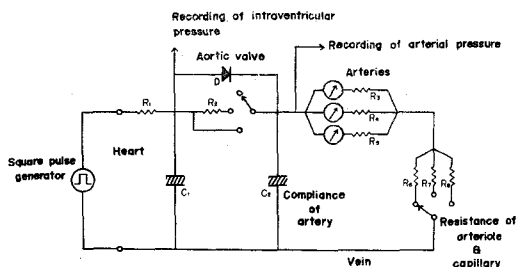 Recording of intraventricular
pressure
Aortic valve
Recording of arterial pressure
D
Arteries
R₁
R₂
R₃
R₄
R₅
Heart
Square pulse
generator
C₁
C₂
Compliance
of
artery
R₆
R₇
R₈
Resistance of
arteriole
&
capillary
Vein